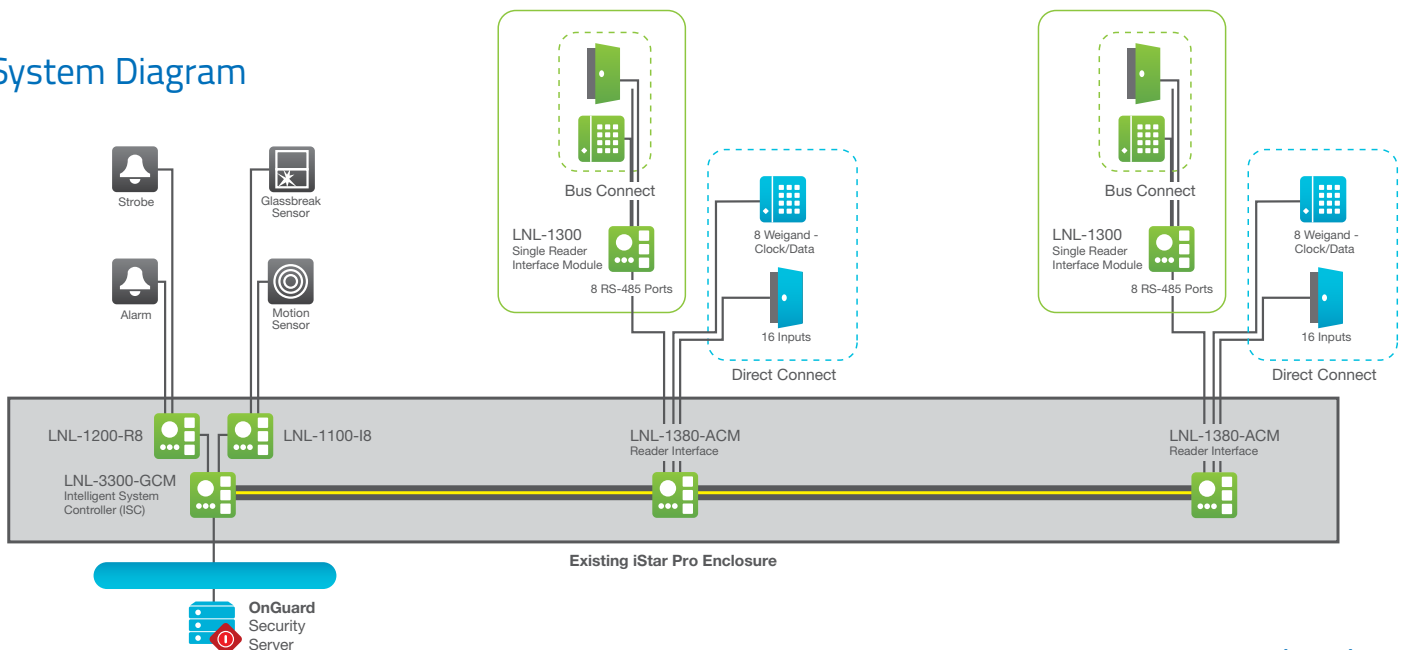 System Diagram
Strobe
Glassbreak
Sensor
Alarm
Motion
Sensor
Bus Connect
LNL-1300
Single Reader
Interface Module
8 RS-485 Ports
8 Weigand -
Clock/Data
16 Inputs
Direct Connect
Bus Connect
LNL-1300
Single Reader
Interface Module
8 RS-485 Ports
8 Weigand -
Clock/Data
16 Inputs
Direct Connect
LNL-1200-R8
LNL-1100-I8
LNL-3300-GCM
Intelligent System
Controller (ISC)
LNL-1380-ACM
Reader Interface
LNL-1380-ACM
Reader Interface
Existing iStar Pro Enclosure
OnGuard
Security
Server